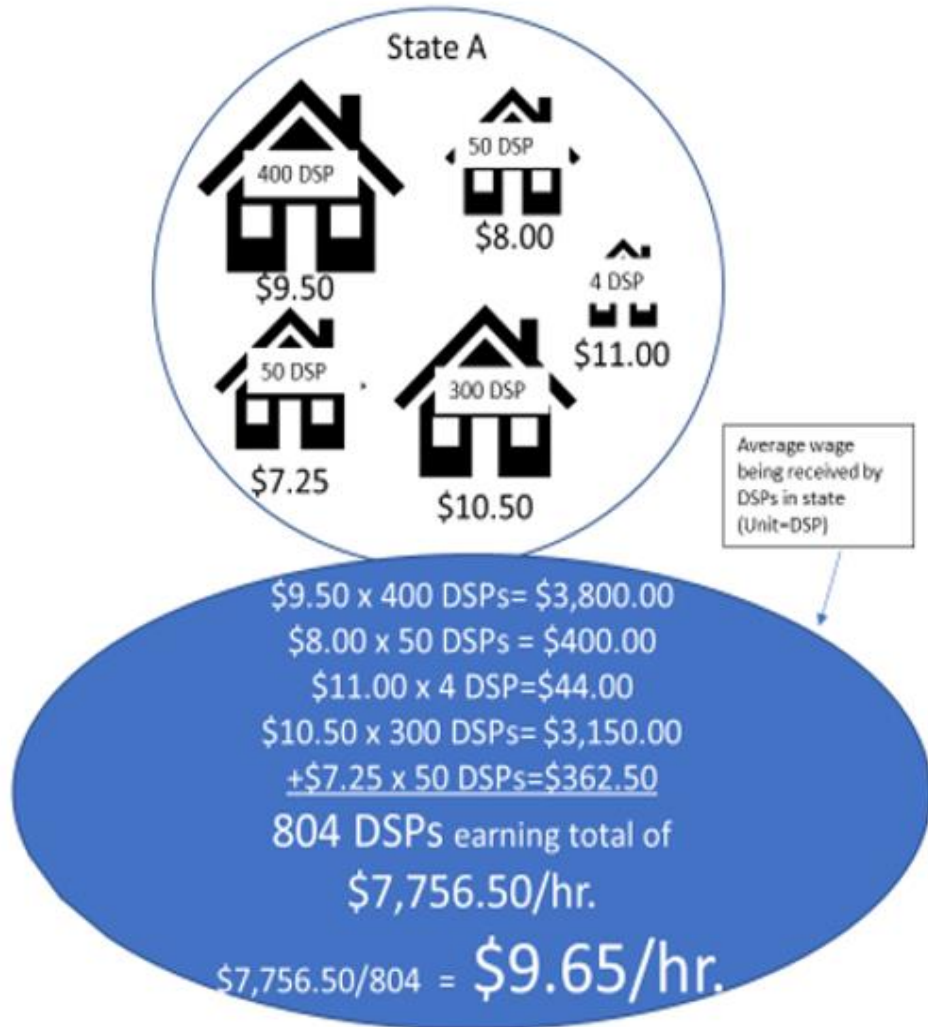 State A
400 DSP
$9.50
50 DSP
$8.00
4 DSP
$11.00
50 DSP
$7.25
300 DSP
$10.50
Average wage
being received by
DSPs in state
(Unit=DSP)
$9.50 x 400 DSPs= $3,800.00
$8.00 x 50 DSPs = $400.00
$11.00 x 4 DSP=$44.00
$10.50 x 300 DSPs= $3,150.00
+$7.25 x 50 DSPs=$362.50
804 DSPs earning total of
$7,756.50/hr.
$7,756.50/804 = $9.65/hr.